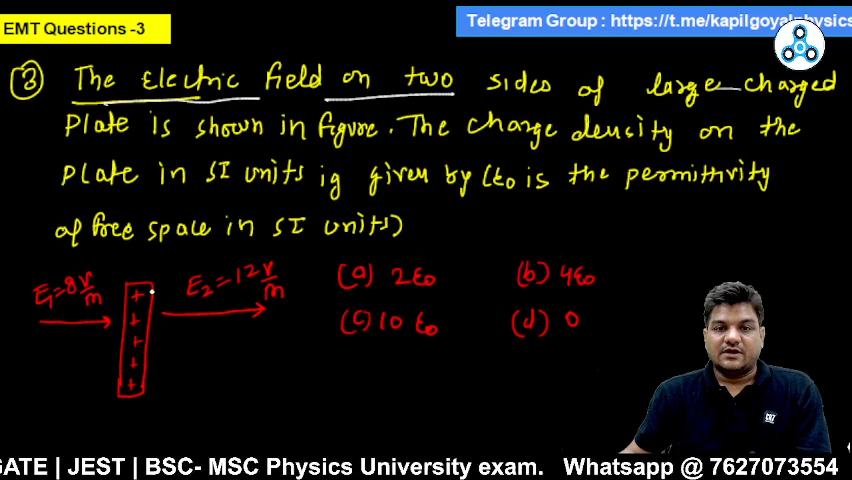 EMT Questions -3
Telegram Group : https://t.me/kapilgoyalphysics
(3) The Electric field on two sides of large charged
Plate is shown in figure. The charge density on the
Plate in SI units is given by (ε0 is the permittivity
of free space in SI units)
E1=8 V/m
E2=12 V/m
(a) 2ε0
(b) 4ε0
+
+
+
+
+
(c) 10 ε0
(d) 0
GATE | JEST | BSC- MSC Physics University exam. Whatsapp @ 7627073554